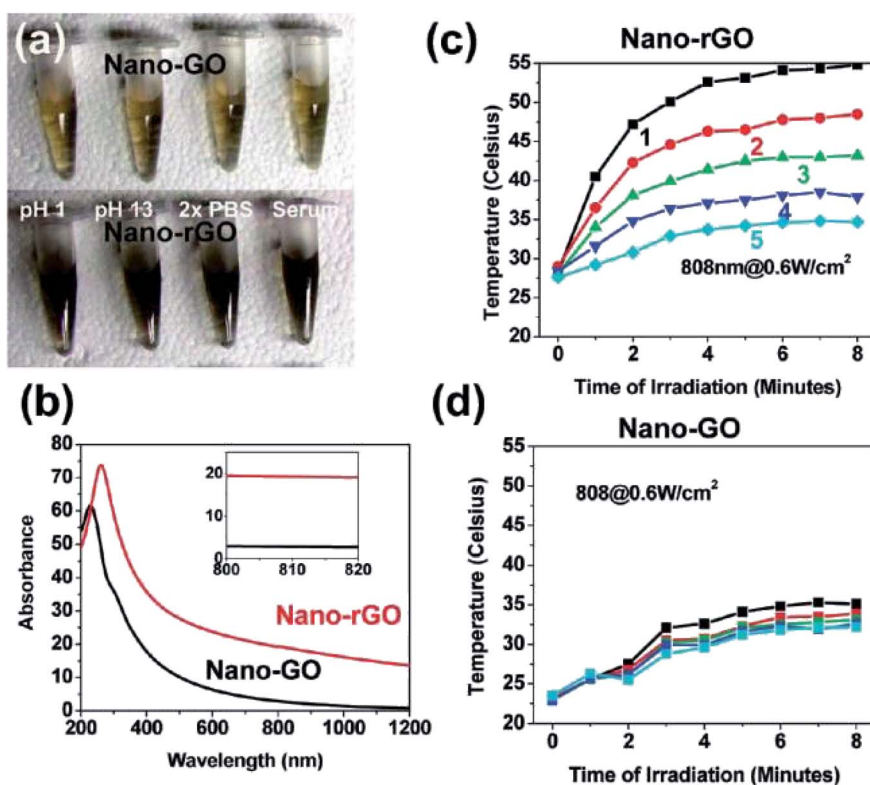 (a)
Nano-GO
pH 1 pH 13 2x PBS Serum
Nano-rGO
(b)
80
70
60
50
40
30
20
10
0
Absorbance
200 400 600 800 1000 1200
Wavelength (nm)
20
10
0
800 810 820
Nano-rGO
Nano-GO
(c)
Nano-rGO
55
50
45
40
35
30
25
20
Temperature (Celsius)
1
2
3
4
5
808nm@0.6W/cm²
0 2 4 6 8
Time of Irradiation (Minutes)
(d)
Nano-GO
55
50
45
40
35
30
25
20
Temperature (Celsius)
808@0.6W/cm²
0 2 4 6 8
Time of Irradiation (Minutes)